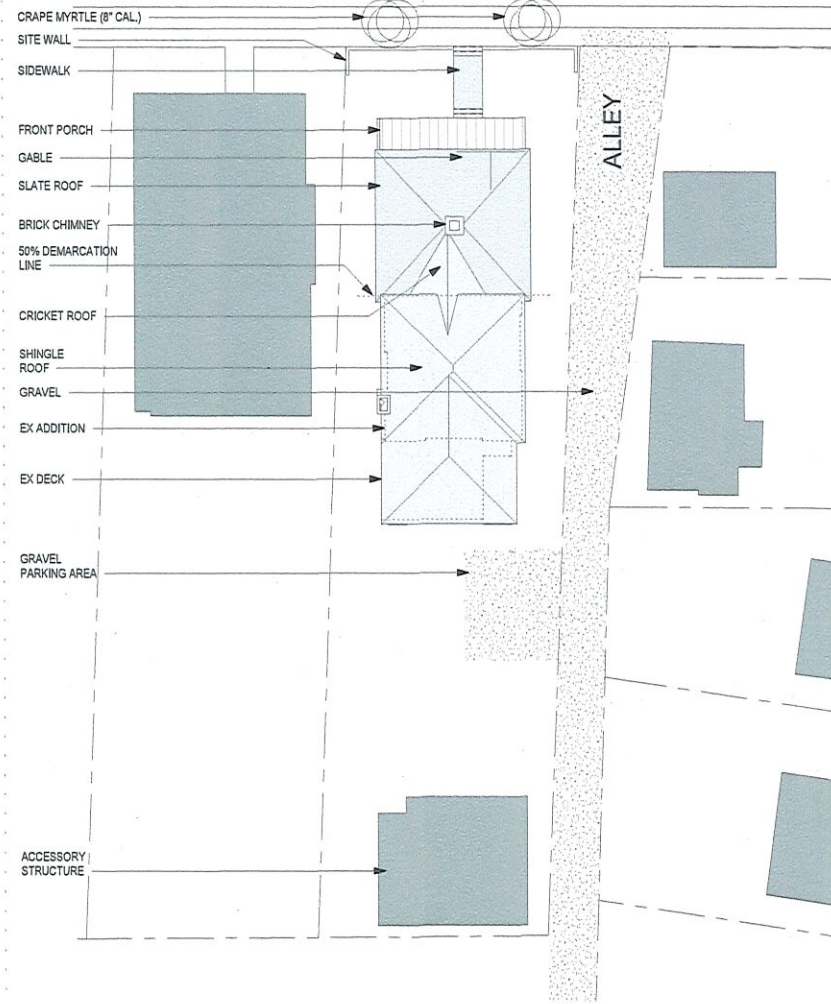 CRAPE MYRTLE (8" CAL.)
SITE WALL
SIDEWALK
ALLEY
FRONT PORCH
GABLE
SLATE ROOF
BRICK CHIMNEY
50% DEMARCATION
LINE
CRICKET ROOF
SHINGLE
ROOF
GRAVEL
EX ADDITION
EX DECK
GRAVEL
PARKING AREA
ACCESSORY
STRUCTURE